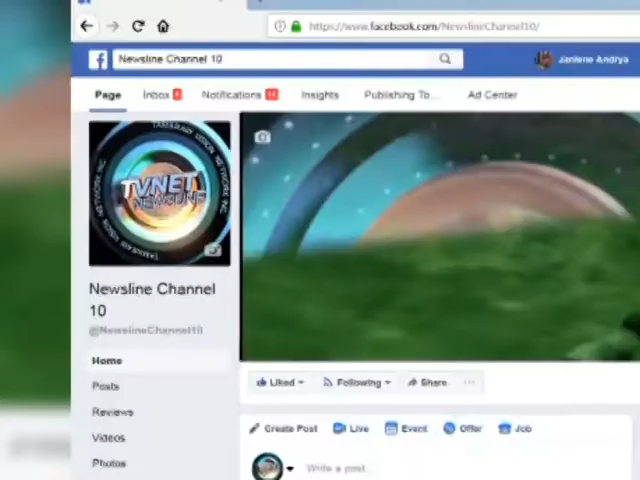 https://www.facebook.com/NewslineChannel10/
Newsline Channel 10
Janlene Andrya
Page
Inbox
Notifications 14
Insights
Publishing To...
Ad Center
TVNET
NEWSLINE
Newsline Channel
10
@NewslineChannel10
Home
Posts
Reviews
Videos
Photos
Liked
Following
Share
Create Post
Live
Event
Offer
Job
Write a post...